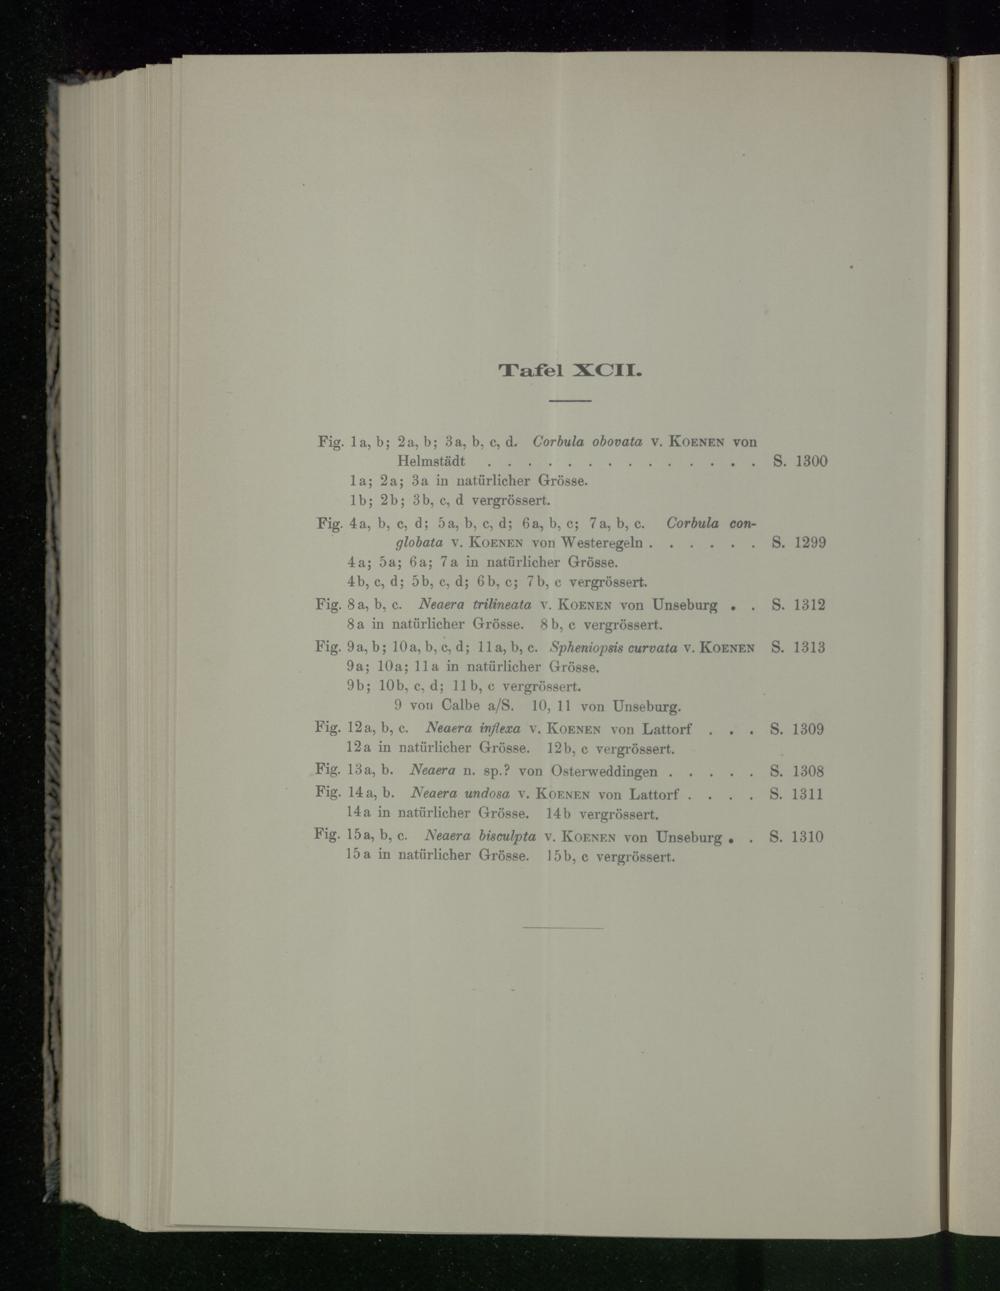 Tafel XCII.
Fig. 1a, b; 2a, b; 3a, b, c, d. Corbula obovata v. Koenen von
Helmstädt . . . . . . . . . . . . . . S. 1300
1a; 2a; 3a in natürlicher Grösse.
1b; 2b; 3b, c, d vergrössert.
Fig. 4a, b, c, d; 5a, b, c, d; 6a, b, c; 7a, b, c. Corbula con-
globata v. Koenen von Westeregeln . . . . . . S. 1299
4a; 5a; 6a; 7a in natürlicher Grösse.
4b, c, d; 5b, c, d; 6b, c; 7b, c vergrössert.
Fig. 8a, b, c. Neaera trilineata v. Koenen von Unseburg . . S. 1312
8a in natürlicher Grösse. 8b, c vergrössert.
Fig. 9a, b; 10a, b, c, d; 11a, b, c. Spheniopsis curvata v. Koenen S. 1313
9a; 10a; 11a in natürlicher Grösse.
9b; 10b, c, d; 11b, c vergrössert.
9 von Calbe a/S. 10, 11 von Unseburg.
Fig. 12a, b, c. Neaera inflexa v. Koenen von Lattorf . . . S. 1309
12a in natürlicher Grösse. 12b, c vergrössert.
Fig. 13a, b. Neaera n. sp.? von Osterweddingen . . . . . S. 1308
Fig. 14a, b. Neaera undosa v. Koenen von Lattorf . . . . S. 1311
14a in natürlicher Grösse. 14b vergrössert.
Fig. 15a, b, c. Neaera bisculpta v. Koenen von Unseburg . . S. 1310
15a in natürlicher Grösse. 15b, c vergrössert.